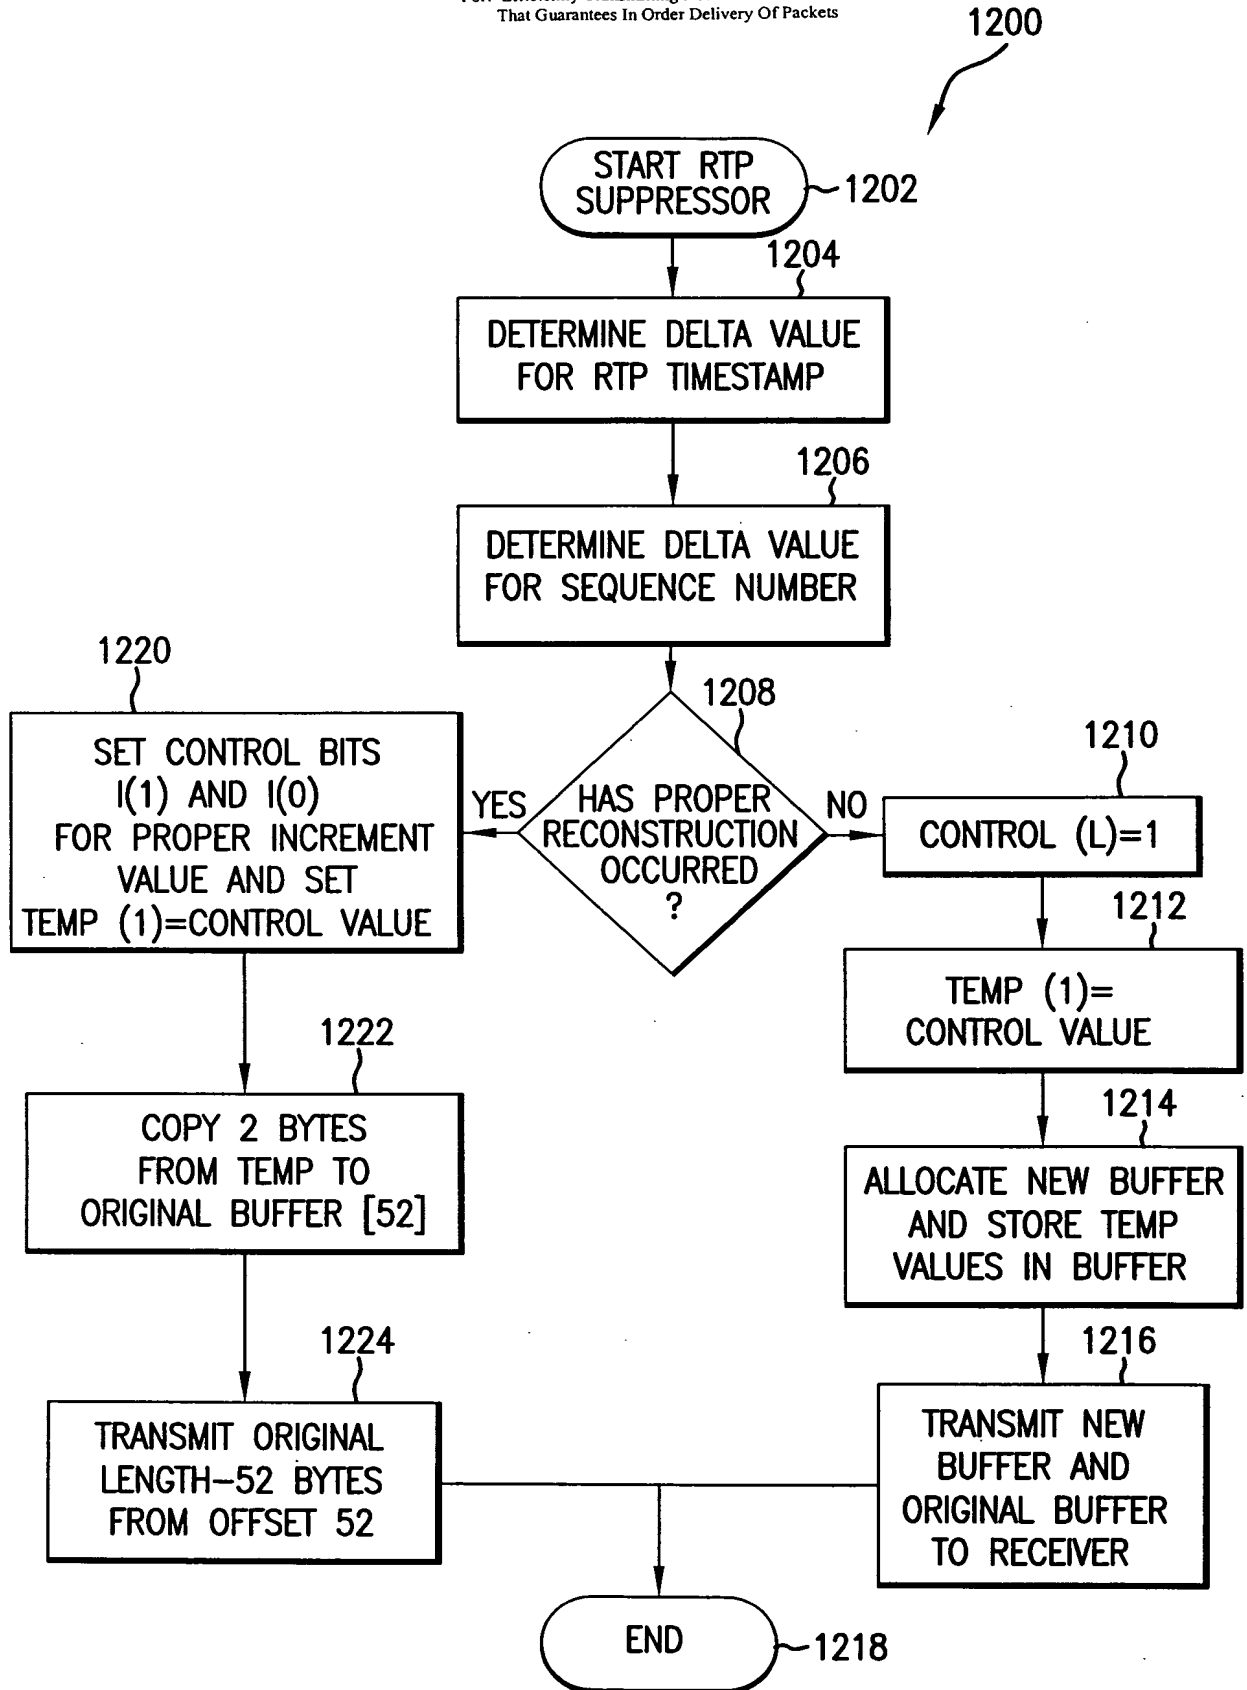 That Guarantees In Order Delivery Of Packets
1200
START RTP
SUPPRESSOR
1202
1204
DETERMINE DELTA VALUE
FOR RTP TIMESTAMP
1206
DETERMINE DELTA VALUE
FOR SEQUENCE NUMBER
1220
SET CONTROL BITS
I(1) AND I(0)
FOR PROPER INCREMENT
VALUE AND SET
TEMP (1)=CONTROL VALUE
YES
1208
HAS PROPER
RECONSTRUCTION
OCCURRED
?
NO
1210
CONTROL (L)=1
1212
TEMP (1)=
CONTROL VALUE
1222
COPY 2 BYTES
FROM TEMP TO
ORIGINAL BUFFER [52]
1214
ALLOCATE NEW BUFFER
AND STORE TEMP
VALUES IN BUFFER
1224
TRANSMIT ORIGINAL
LENGTH-52 BYTES
FROM OFFSET 52
1216
TRANSMIT NEW
BUFFER AND
ORIGINAL BUFFER
TO RECEIVER
END
1218